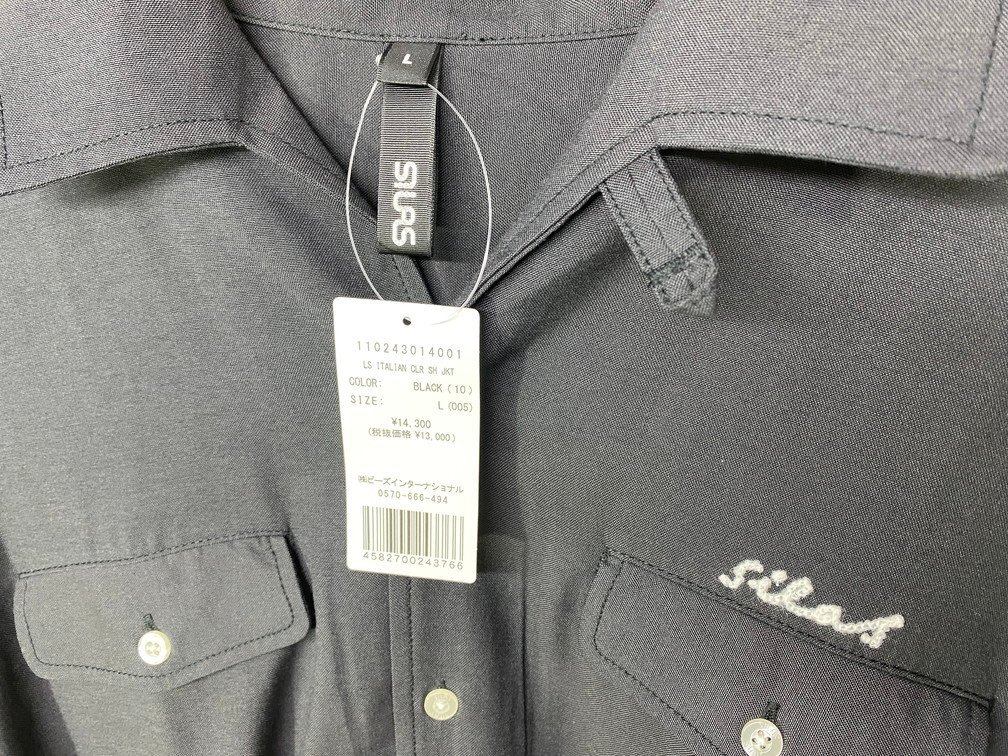 L
SILAS
110243014001
LS ITALIAN CLR SH JKT
COLOR: BLACK (10)
SIZE: L (005)
¥14,300
(税抜価格 ¥13,000)
㈱ビーズインターナショナル
0570-666-494
4582700243766
silas